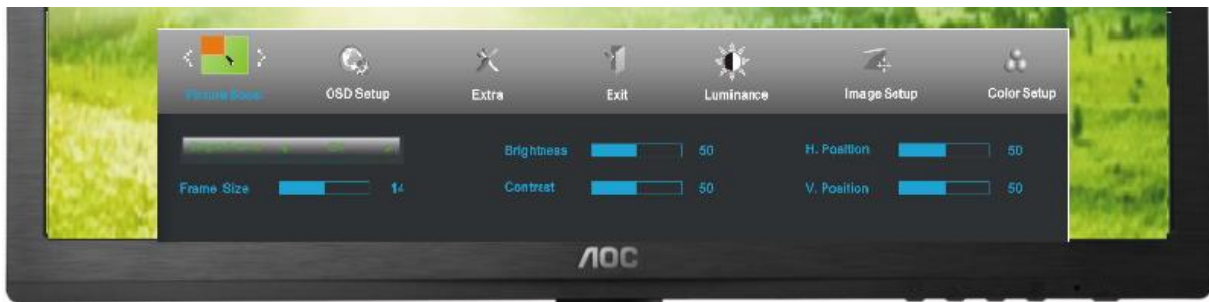 Picture Boost OSD Setup Extra Exit Luminance Image Setup Color Setup
Brightness 50 H. Position 50
Frame Size 14 Contrast 50 V. Position 50
AOC